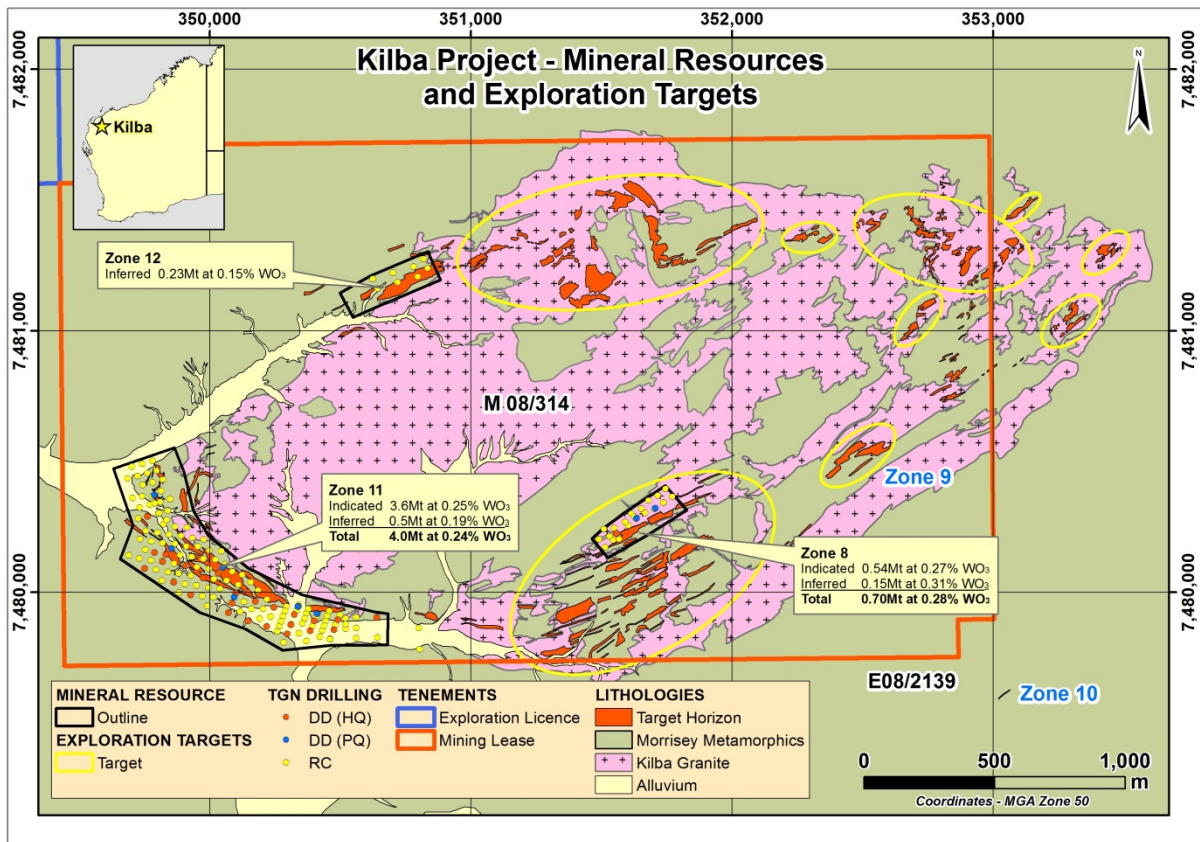 350,000
351,000
352,000
353,000
7,482,000
7,482,000
Kilba Project - Mineral Resources
and Exploration Targets
N
Kilba
Zone 12
Inferred 0.23Mt at 0.15% WO₃
7,481,000
7,481,000
M 08/314
Zone 9
Zone 11
Indicated 3.6Mt at 0.25% WO₃
Inferred 0.5Mt at 0.19% WO₃
Total 4.0Mt at 0.24% WO₃
Zone 8
Indicated 0.54Mt at 0.27% WO₃
Inferred 0.15Mt at 0.31% WO₃
Total 0.70Mt at 0.28% WO₃
7,480,000
7,480,000
E08/2139
Zone 10
MINERAL RESOURCE
Outline
EXPLORATION TARGETS
Target
TGN DRILLING
DD (HQ)
DD (PQ)
RC
TENEMENTS
Exploration Licence
Mining Lease
LITHOLOGIES
Target Horizon
Morrisey Metamorphics
Kilba Granite
Alluvium
0 500 1,000
m
Coordinates - MGA Zone 50